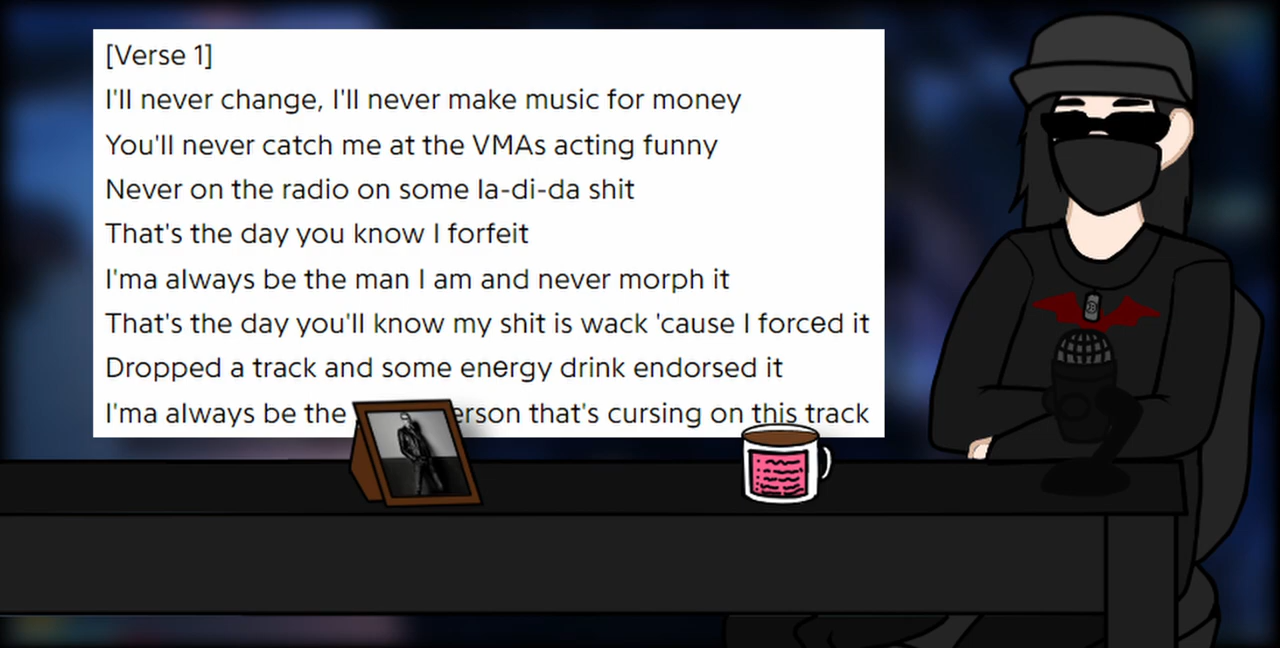 [Verse 1]
I'll never change, I'll never make music for money
You'll never catch me at the VMAs acting funny
Never on the radio on some la-di-da shit
That's the day you know I forfeit
I'ma always be the man I am and never morph it
That's the day you'll know my shit is wack 'cause I forced it
Dropped a track and some energy drink endorsed it
I'ma always be the erson that's cursing on this track